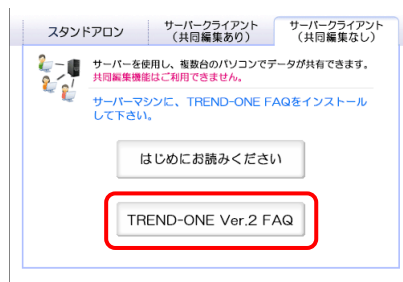 スタンドアロン
サーバークライアント
（共同編集あり）
サーバークライアント
（共同編集なし）
サーバーを使用し、複数台のパソコンでデータが共有できます。
共同編集機能はご利用できません。
サーバーマシンに、TREND-ONE FAQをインストール
して下さい。
はじめにお読みください
TREND-ONE Ver.2 FAQ